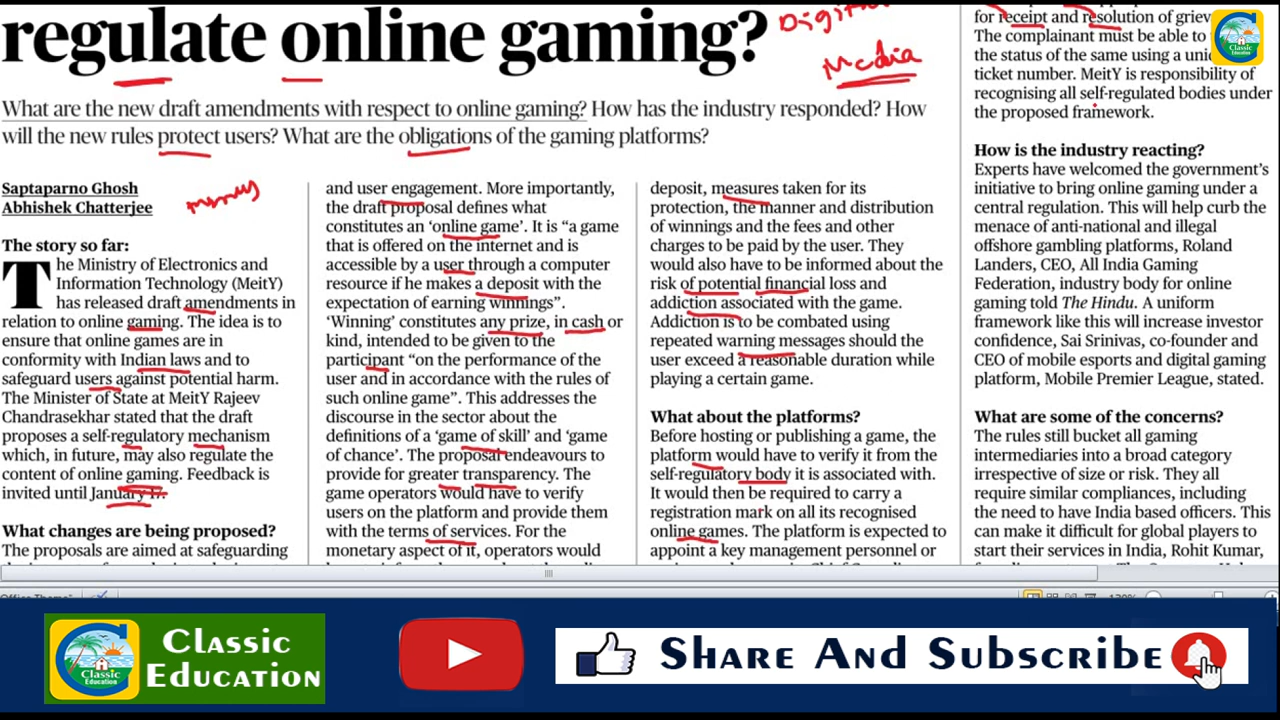 regulate online gaming?
Digital
Media
What are the new draft amendments with respect to online gaming? How has the industry responded? How
will the new rules protect users? What are the obligations of the gaming platforms?
Saptaparno Ghosh
Abhishek Chatterjee
money
The story so far:
The Ministry of Electronics and
Information Technology (MeitY)
has released draft amendments in
relation to online gaming. The idea is to
ensure that online games are in
conformity with Indian laws and to
safeguard users against potential harm.
The Minister of State at MeitY Rajeev
Chandrasekhar stated that the draft
proposes a self-regulatory mechanism
which, in future, may also regulate the
content of online gaming. Feedback is
invited until January 17.
What changes are being proposed?
The proposals are aimed at safeguarding
and user engagement. More importantly,
the draft proposal defines what
constitutes an ‘online game’. It is “a game
that is offered on the internet and is
accessible by a user through a computer
resource if he makes a deposit with the
expectation of earning winnings”.
‘Winning’ constitutes any prize, in cash or
kind, intended to be given to the
participant “on the performance of the
user and in accordance with the rules of
such online game”. This addresses the
discourse in the sector about the
definitions of a ‘game of skill’ and ‘game
of chance’. The proposal endeavours to
provide for greater transparency. The
game operators would have to verify
users on the platform and provide them
with the terms of services. For the
monetary aspect of it, operators would
deposit, measures taken for its
protection, the manner and distribution
of winnings and the fees and other
charges to be paid by the user. They
would also have to be informed about the
risk of potential financial loss and
addiction associated with the game.
Addiction is to be combated using
repeated warning messages should the
user exceed a reasonable duration while
playing a certain game.
What about the platforms?
Before hosting or publishing a game, the
platform would have to verify it from the
self-regulatory body it is associated with.
It would then be required to carry a
registration mark on all its recognised
online games. The platform is expected to
appoint a key management personnel or
for receipt and resolution of
The complainant must be able to
the status of the same using a
ticket number. MeitY is responsibility of
recognising all self-regulated bodies under
the proposed framework.
How is the industry reacting?
Experts have welcomed the government’s
initiative to bring online gaming under a
central regulation. This will help curb the
menace of anti-national and illegal
offshore gambling platforms, Roland
Landers, CEO, All India Gaming
Federation, industry body for online
gaming told The Hindu. A uniform
framework like this will increase investor
confidence, Sai Srinivas, co-founder and
CEO of mobile esports and digital gaming
platform, Mobile Premier League, stated.
What are some of the concerns?
The rules still bucket all gaming
intermediaries into a broad category
irrespective of size or risk. They all
require similar compliances, including
the need to have India based officers. This
can make it difficult for global players to
start their services in India, Rohit Kumar,
Classic
Education
Classic
Education
Classic
Education
Share And Subscribe